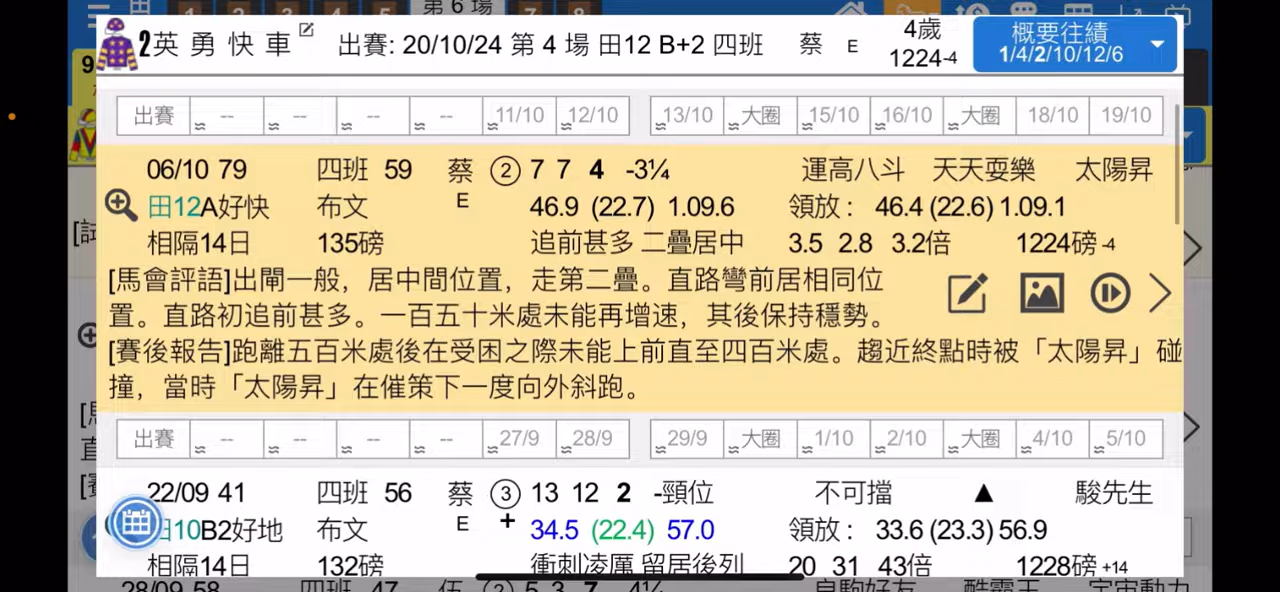 第 6 場
2英 勇 快 車 出賽: 20/10/24 第 4 場 田12 B+2 四班 蔡 E 4歲 1224-4
概要往績
1/4/2/10/12/6
出賽 -- -- -- -- 11/10 12/10 13/10 大圈 15/10 16/10 大圈 18/10 19/10
06/10 79 四班 59 蔡 ② 7 7 4 -3¼ 運高八斗 天天耍樂 太陽昇
田12A好快 布文 E 46.9 (22.7) 1.09.6 領放： 46.4 (22.6) 1.09.1
相隔14日 135磅 追前甚多 二疊居中 3.5 2.8 3.2倍 1224磅-4
[馬會評語]出閘一般，居中間位置，走第二疊。直路彎前居相同位
置。直路初追前甚多。一百五十米處未能再增速，其後保持穩勢。
[賽後報告]跑離五百米處後在受困之際未能上前直至四百米處。趨近終點時被「太陽昇」碰
撞，當時「太陽昇」在催策下一度向外斜跑。
出賽 -- -- -- -- 27/9 28/9 29/9 大圈 1/10 2/10 大圈 4/10 5/10
22/09 41 四班 56 蔡 ③ 13 12 2 -頸位 不可擋 ▲ 駿先生
田10B2好地 布文 E + 34.5 (22.4) 57.0 領放： 33.6 (23.3) 56.9
相隔14日 132磅 衝刺凌厲 留居後列 20 31 43倍 1228磅+14